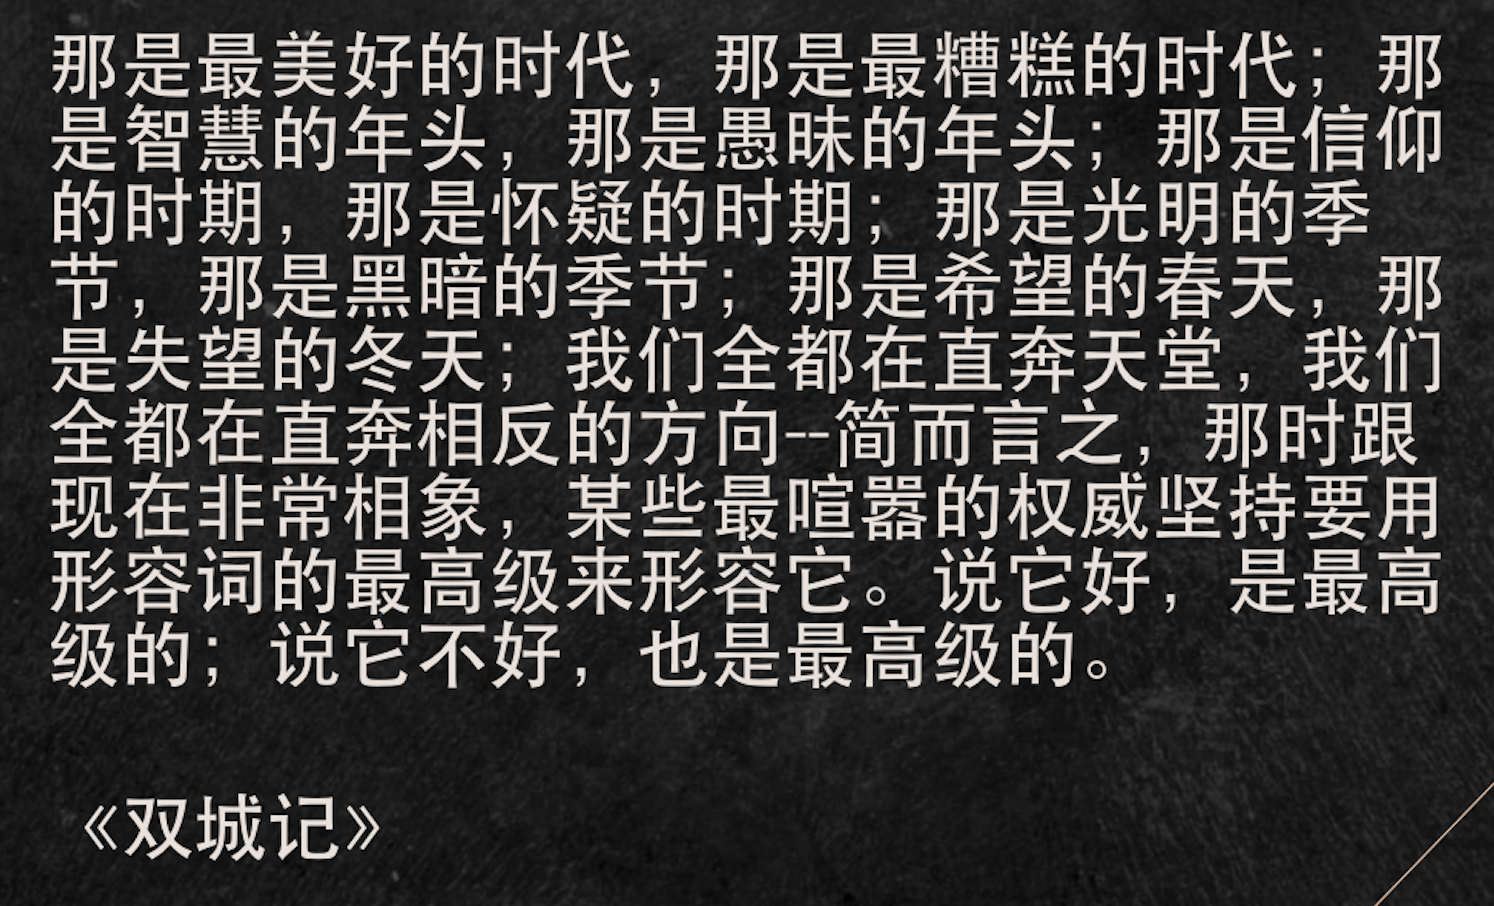 那是最美好的时代，那是最糟糕的时代；那
是智慧的年头，那是愚昧的年头；那是信仰
的时期，那是怀疑的时期；那是光明的季
节，那是黑暗的季节；那是希望的春天，那
是失望的冬天；我们全都在直奔天堂，我们
全都在直奔相反的方向--简而言之，那时跟
现在非常相象，某些最喧嚣的权威坚持要用
形容词的最高级来形容它。说它好，是最高
级的；说它不好，也是最高级的。
《双城记》